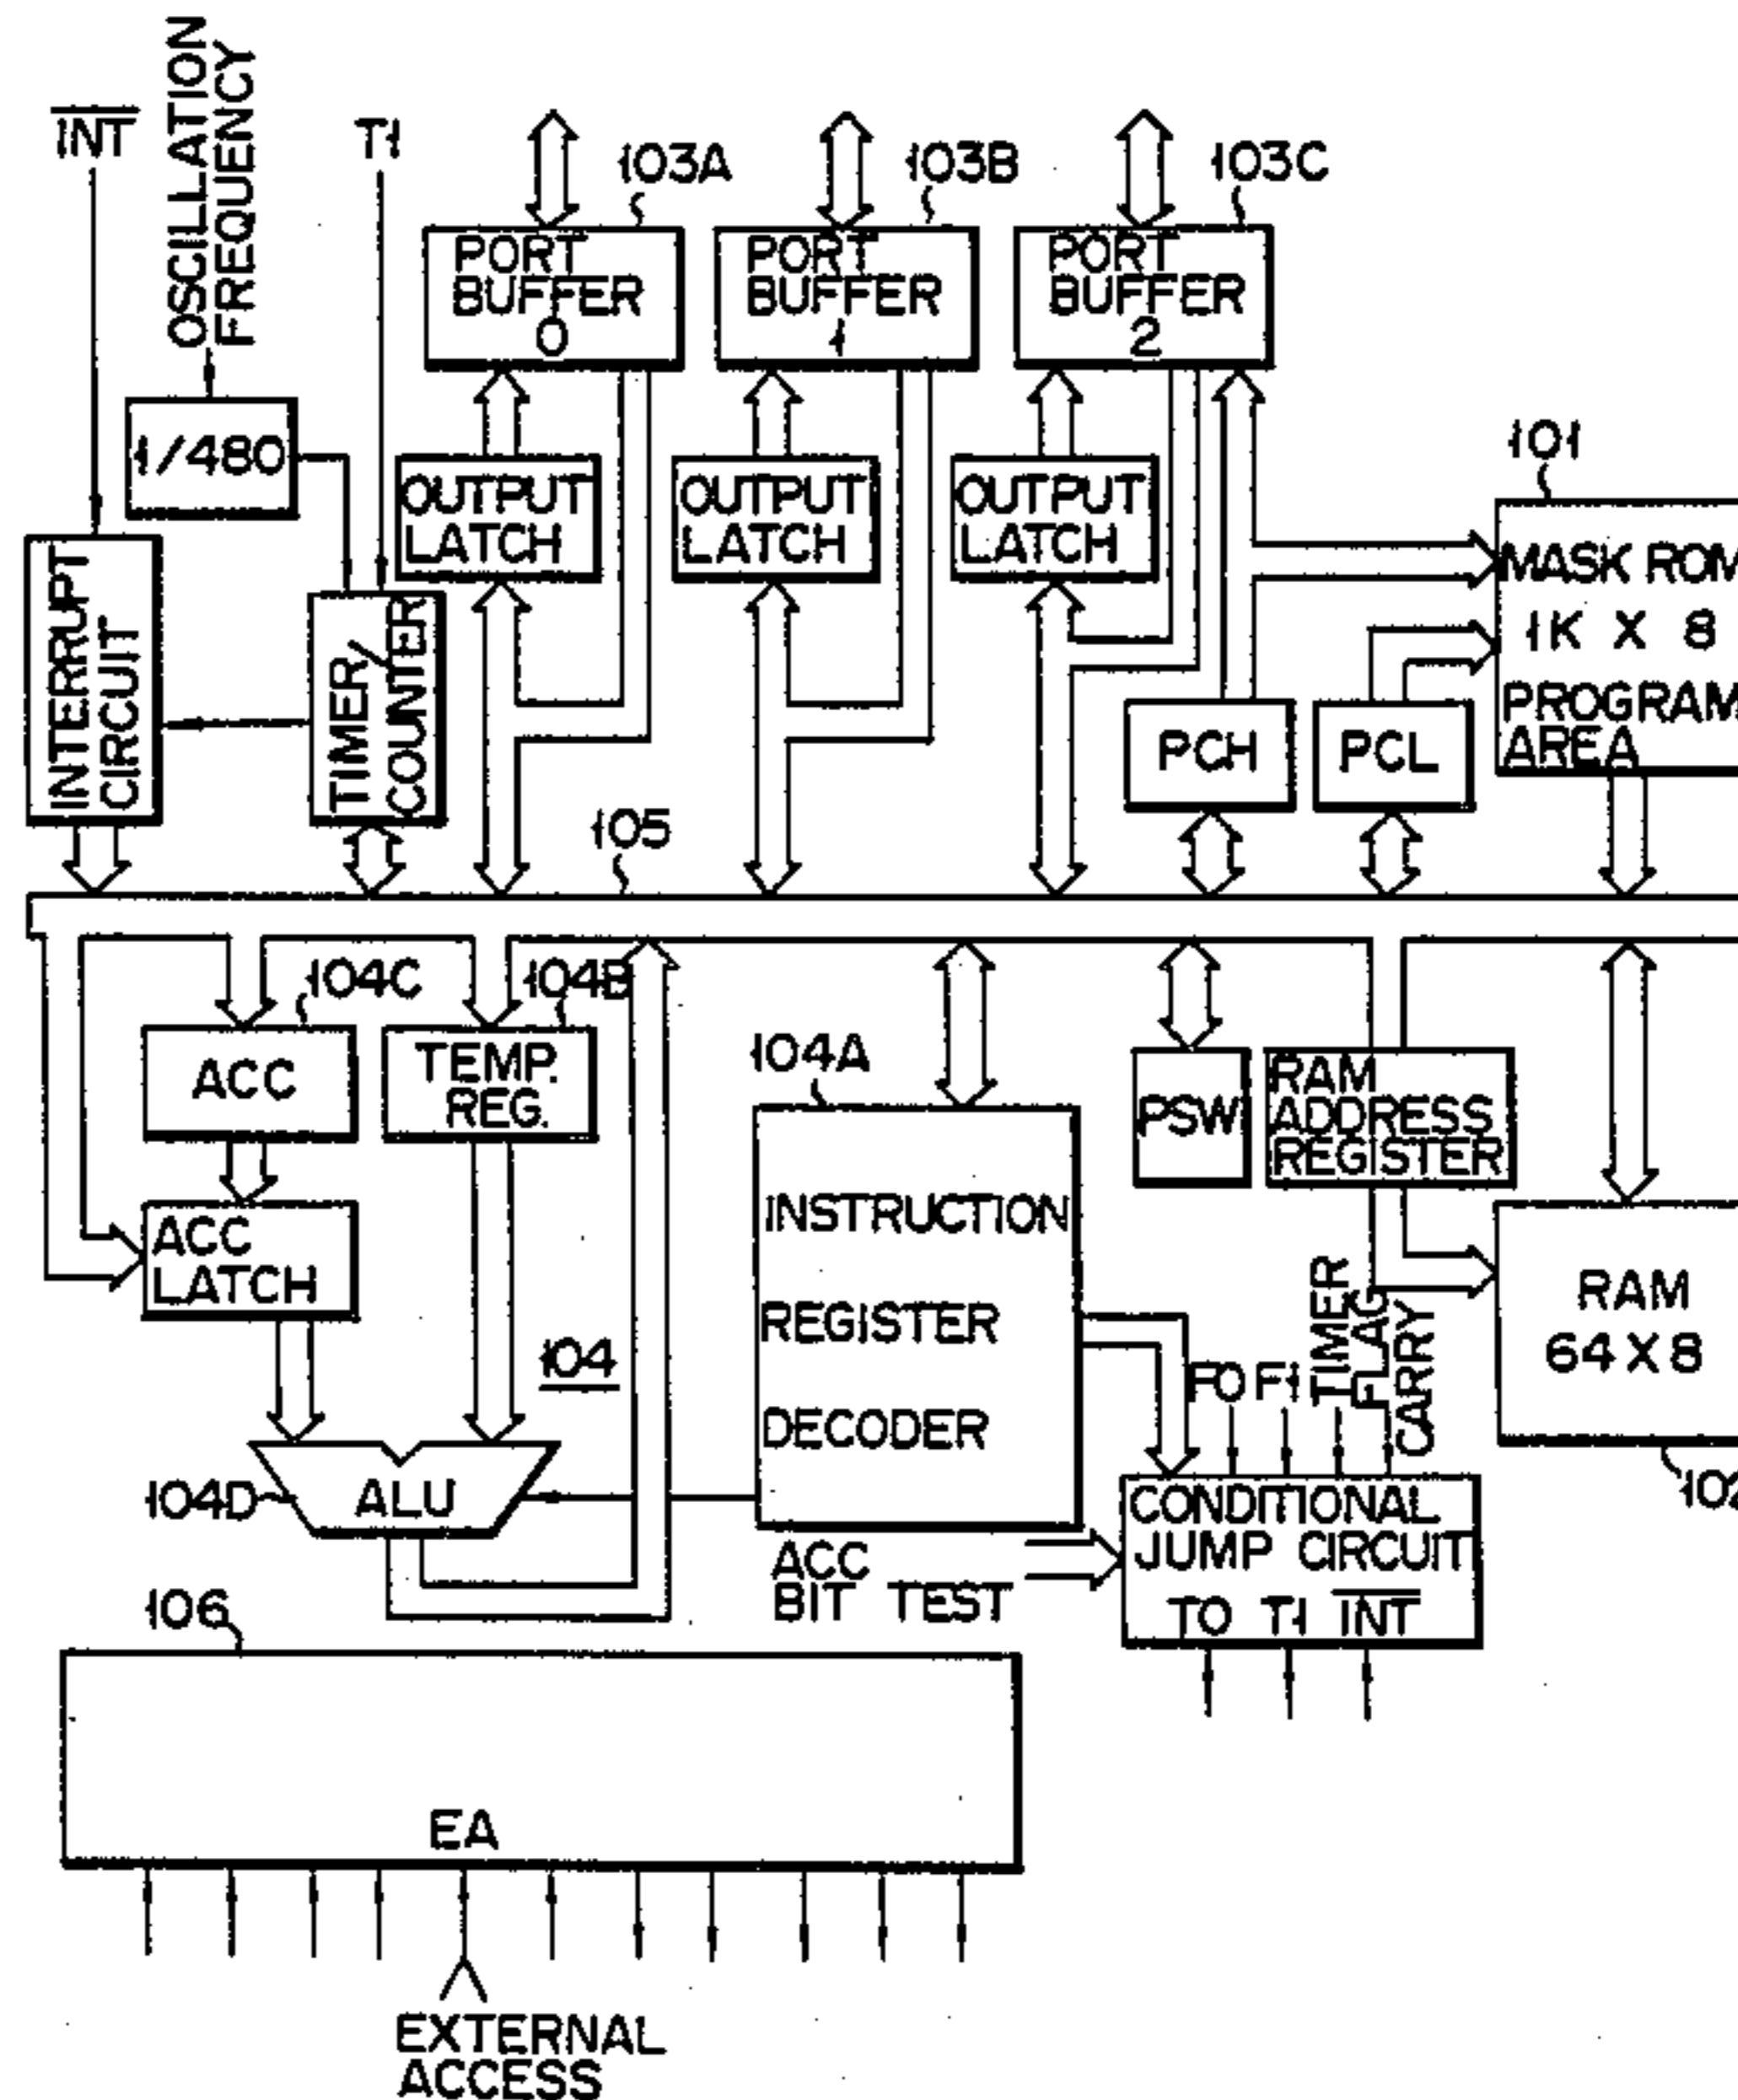 INT
OSCILLATION
FREQUENCY
T1
103A
103B
103C
PORT
BUFFER
0
PORT
BUFFER
1
PORT
BUFFER
2
1/480
OUTPUT
LATCH
OUTPUT
LATCH
OUTPUT
LATCH
101
MASK ROM
1K X 8
PROGRAM
AREA
INTERRUPT
CIRCUIT
TIMER/
COUNTER
PCH
PCL
105
104C
104B
ACC
TEMP.
REG.
104A
PSW
RAM
ADDRESS
REGISTER
ACC
LATCH
INSTRUCTION
REGISTER
DECODER
104
RAM
64 X 8
F0
F1
TIMER
FLAG
CARRY
104D
ALU
102
CONDITIONAL
JUMP CIRCUIT
T0 T1 INT
ACC
BIT TEST
106
EA
EXTERNAL
ACCESS